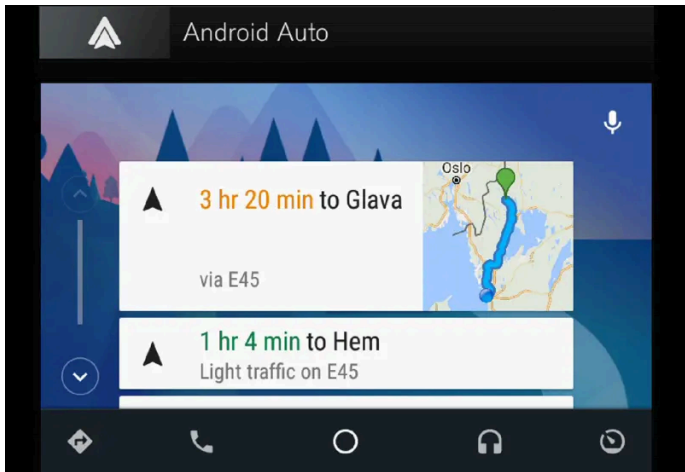 Android Auto
3 hr 20 min to Glava
Oslo
via E45
1 hr 4 min to Hem
Light traffic on E45